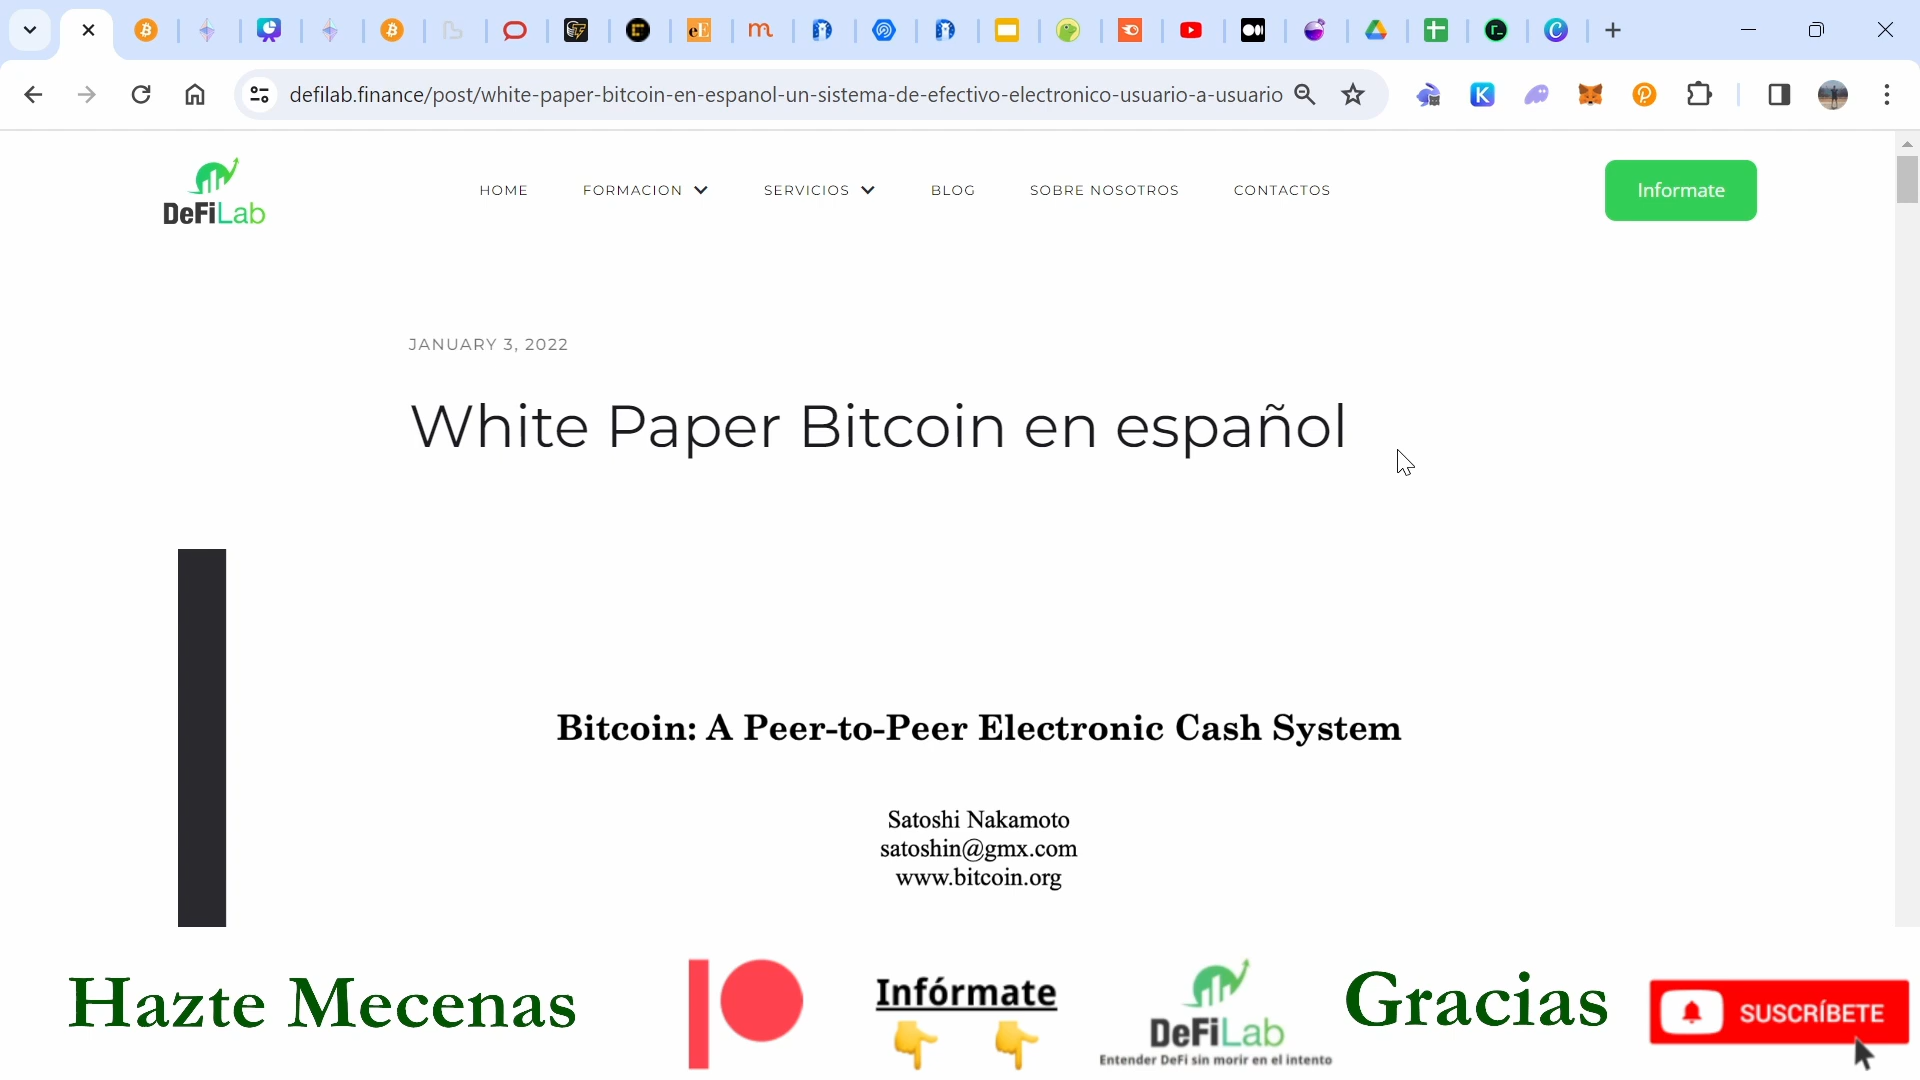 defilab.finance/post/white-paper-bitcoin-en-espanol-un-sistema-de-efectivo-electronico-usuario-a-usuario
DeFiLab
HOME
FORMACION
SERVICIOS
BLOG
SOBRE NOSOTROS
CONTACTOS
Informate
JANUARY 3, 2022
White Paper Bitcoin en español
Bitcoin: A Peer-to-Peer Electronic Cash System
Satoshi Nakamoto
satoshin@gmx.com
www.bitcoin.org
Hazte Mecenas
Infórmate
DeFiLab
Entender DeFi sin morir en el intento
Gracias
SUSCRÍBETE